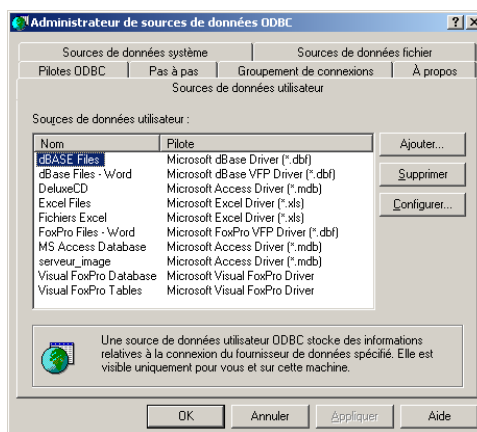 Administrateur de sources de données ODBC
Sources de données système
Sources de données fichier
Pilotes ODBC
Pas à pas
Groupement de connexions
À propos
Sources de données utilisateur
Sources de données utilisateur :
Nom Pilote
dBASE Files Microsoft dBase Driver (*.dbf)
dBase Files - Word Microsoft dBase VFP Driver (*.dbf)
DeluxeCD Microsoft Access Driver (*.mdb)
Excel Files Microsoft Excel Driver (*.xls)
Fichiers Excel Microsoft Excel Driver (*.xls)
FoxPro Files - Word Microsoft FoxPro VFP Driver (*.dbf)
MS Access Database Microsoft Access Driver (*.mdb)
serveur_image Microsoft Access Driver (*.mdb)
Visual FoxPro Database Microsoft Visual FoxPro Driver
Visual FoxPro Tables Microsoft Visual FoxPro Driver
Ajouter...
Supprimer
Configurer...
Une source de données utilisateur ODBC stocke des informations
relatives à la connexion du fournisseur de données spécifié. Elle est
visible uniquement pour vous et sur cette machine.
OK
Annuler
Appliquer
Aide